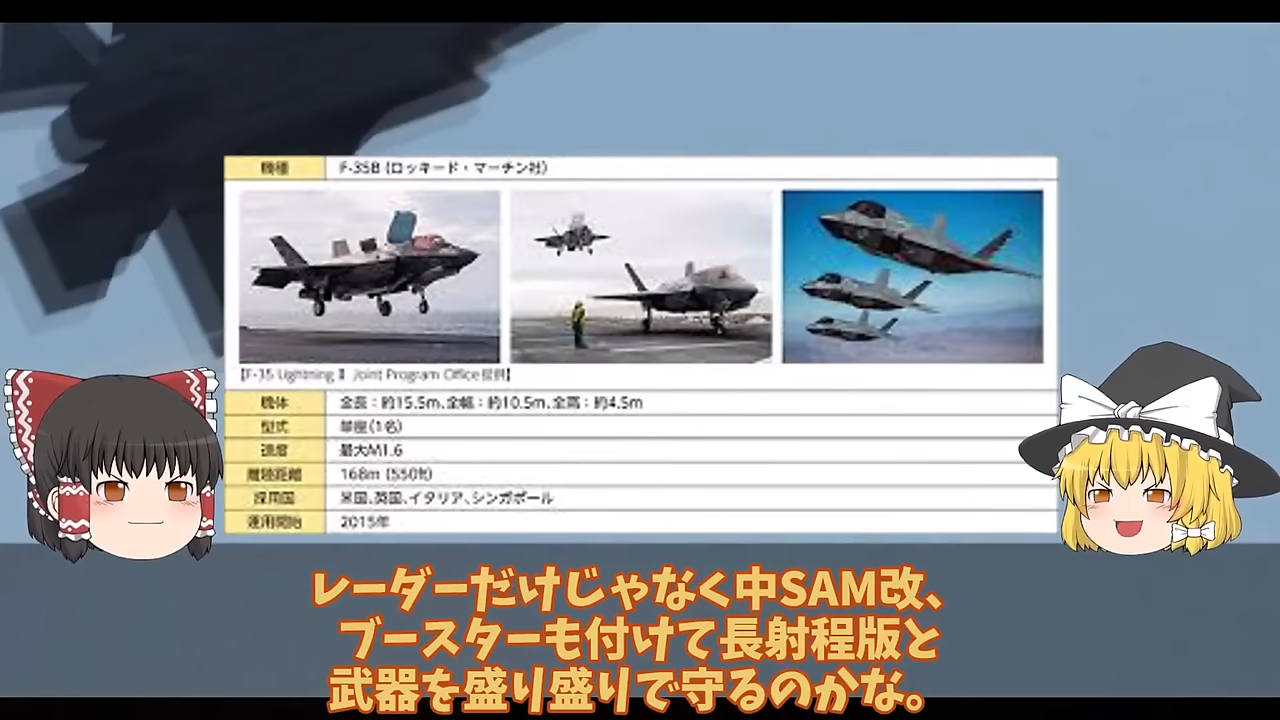 機種 F-35B (ロッキード・マーチン社)
【F-35 Lightning Ⅱ Joint Program Office提供】
機体 全長：約15.5m、全幅：約10.5m、全高：約4.5m
型式 単座(1名)
速度 最大M1.6
離陸距離 168m (550ft)
採用国 米国、英国、イタリア、シンガポール
運用開始 2015年
レーダーだけじゃなく中SAM改、
ブースターも付けて長射程版と
武器を盛り盛りで守るのかな。